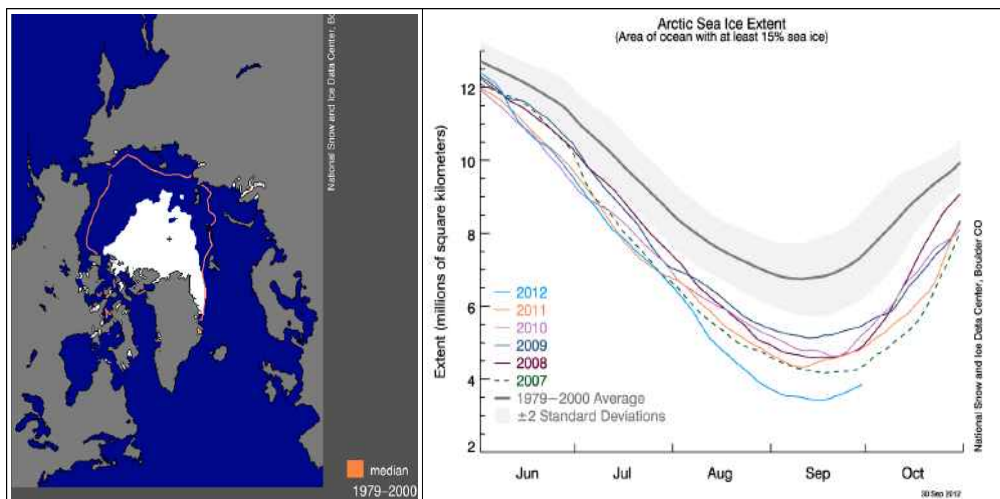 National Snow and Ice Data Center, Bo
median
1979–2000
Arctic Sea Ice Extent
(Area of ocean with at least 15% sea ice)
Extent (millions of square kilometers)
12
10
8
6
4
2
2012
2011
2010
2009
2008
2007
1979–2000 Average
±2 Standard Deviations
Jun
Jul
Aug
Sep
Oct
National Snow and Ice Data Center, Boulder CO
30 Sep 2012